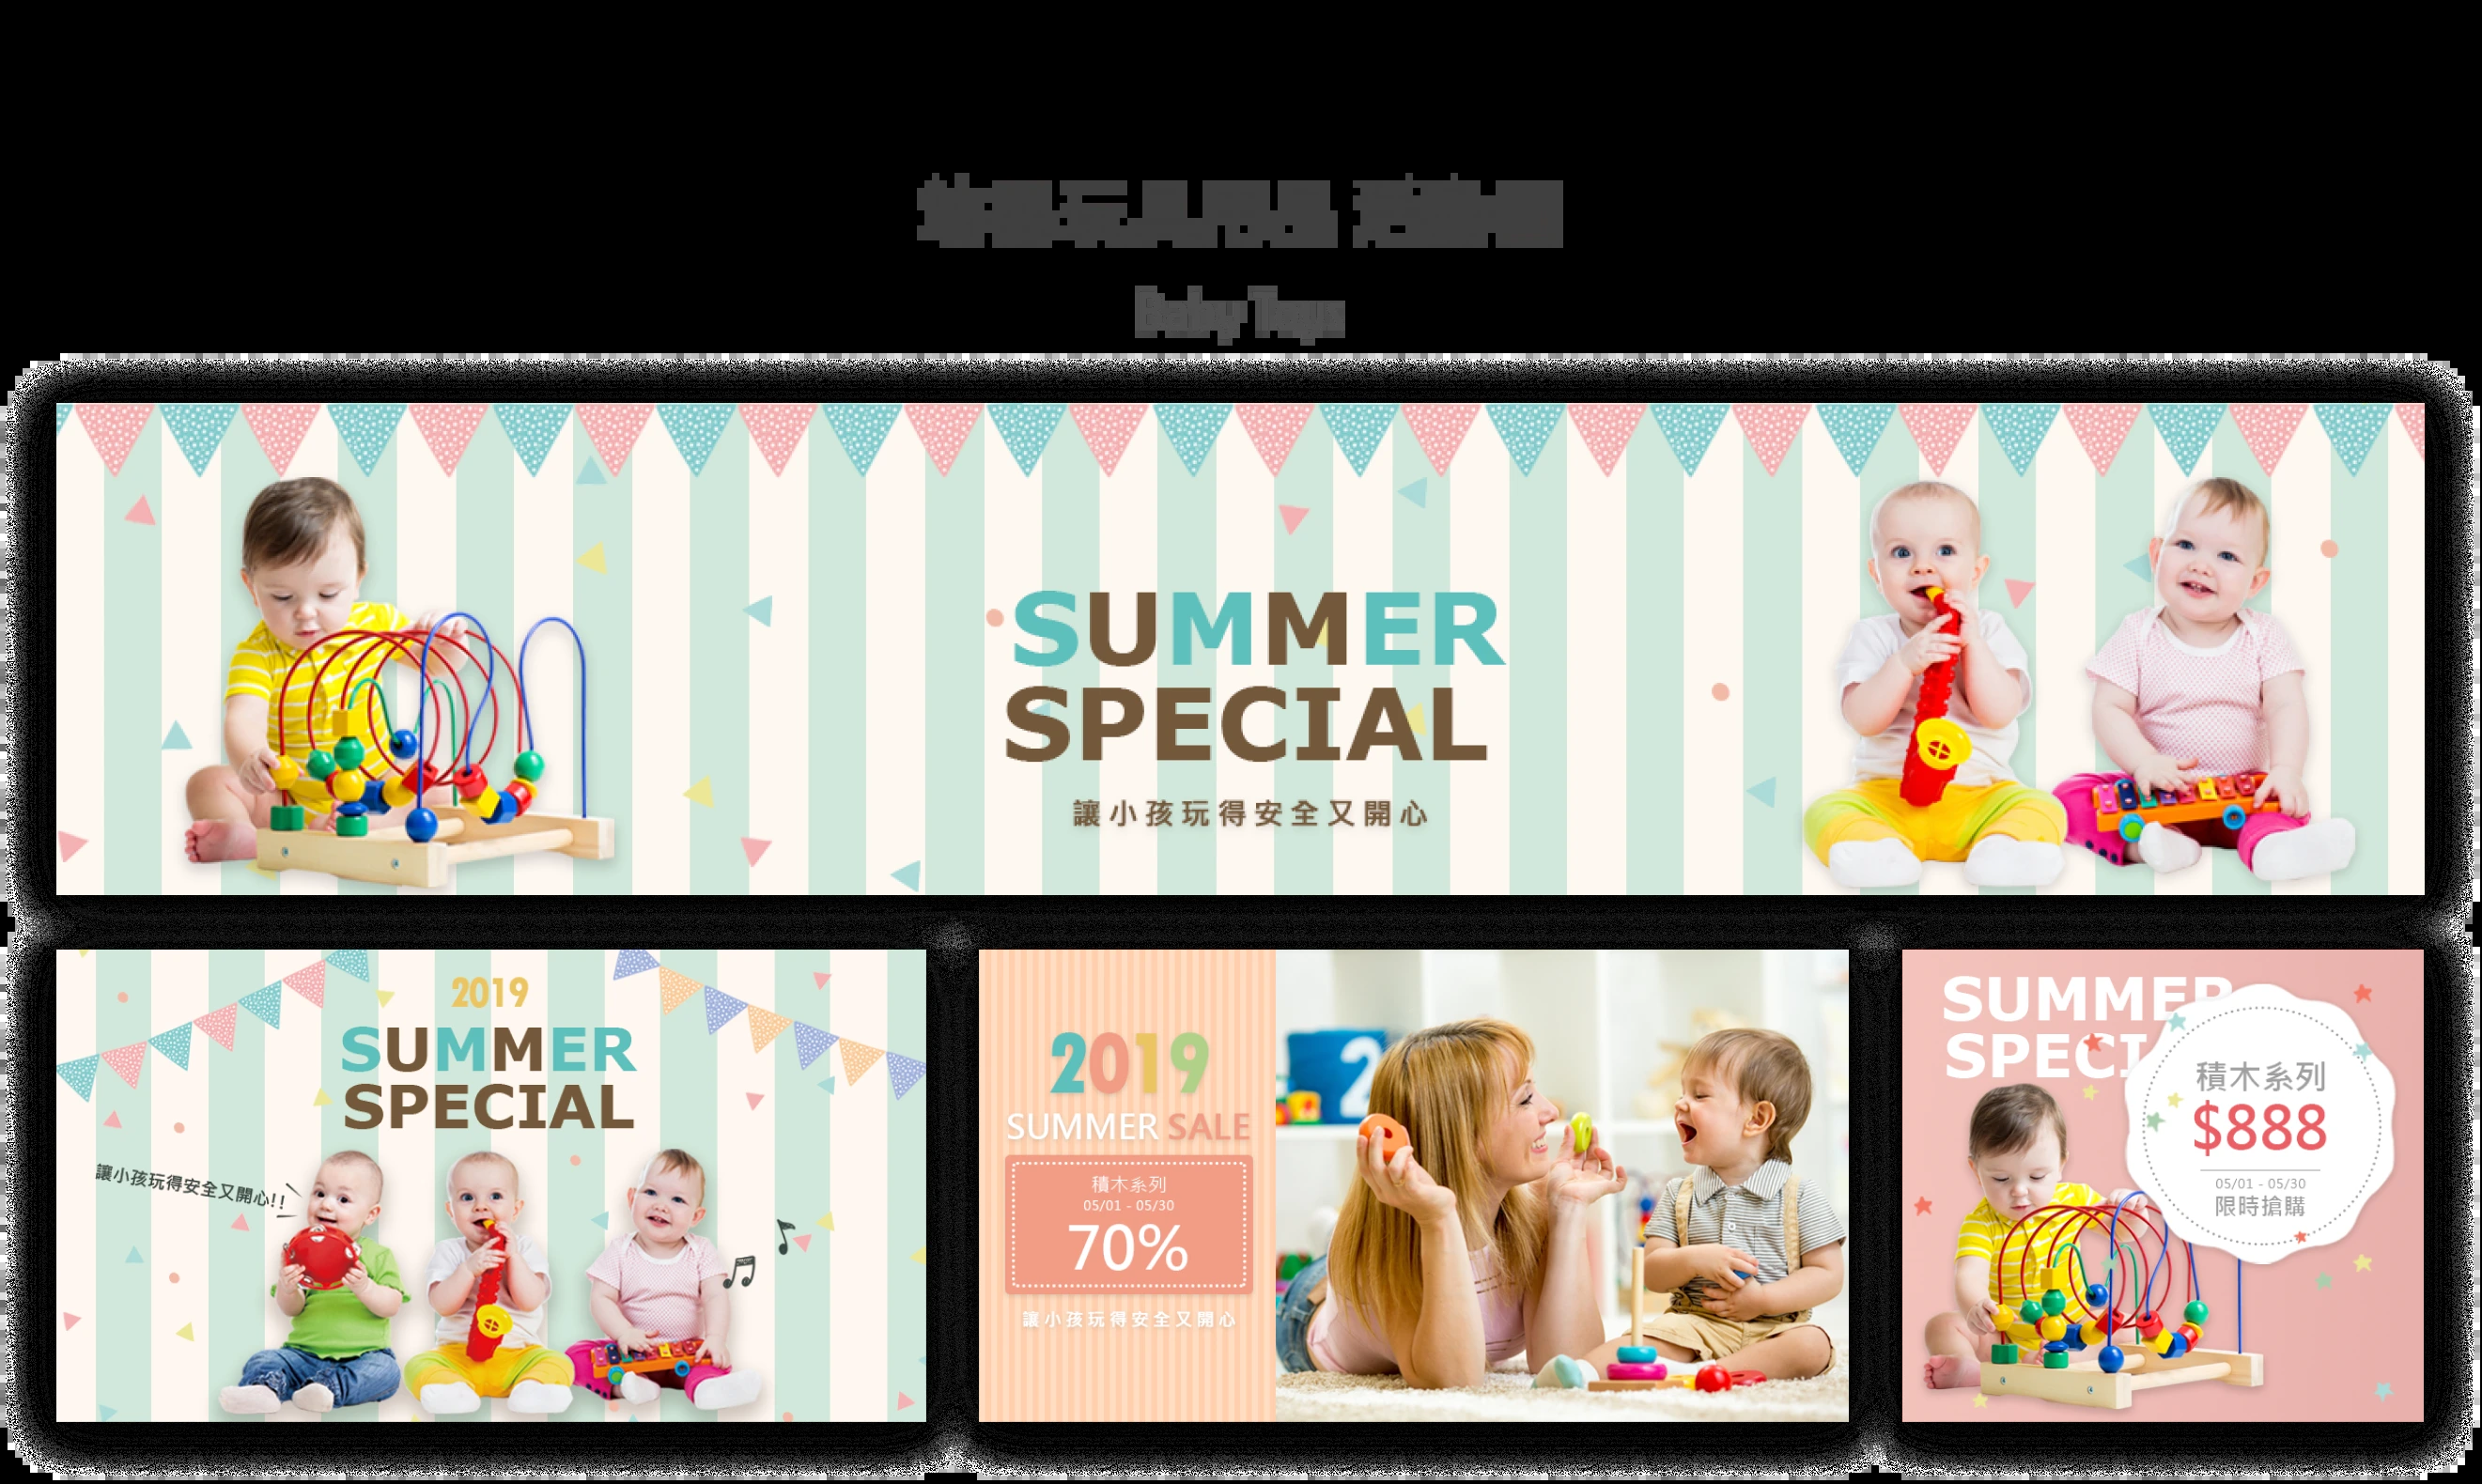 Baby Toys
SUMMER
SPECIAL
讓小孩玩得安全又開心
2019
SUMMER
SPECIAL
讓小孩玩得安全又開心!!
2019
SUMMER SALE
積木系列
05/01 - 05/30
70%
讓小孩玩得安全又開心
2
SUMMER
SPECI
積木系列
$888
05/01 - 05/30
限時搶購